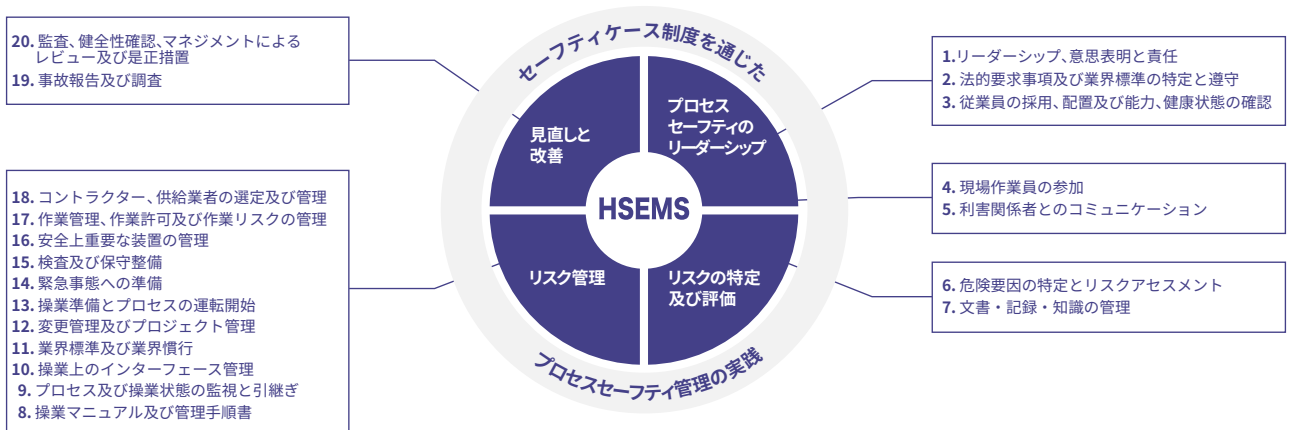 セーフティケース制度を通じた
プロセスセーフティ管理の実践
HSEMS
プロセス
セーフティの
リーダーシップ
リスクの特定
及び評価
リスク管理
見直しと
改善
1.リーダーシップ、意思表明と責任
2. 法的要求事項及び業界標準の特定と遵守
3. 従業員の採用、配置及び能力、健康状態の確認
4. 現場作業員の参加
5. 利害関係者とのコミュニケーション
6. 危険要因の特定とリスクアセスメント
7. 文書・記録・知識の管理
18. コントラクター、供給業者の選定及び管理
17. 作業管理、作業許可及び作業リスクの管理
16. 安全上重要な装置の管理
15. 検査及び保守整備
14. 緊急事態への準備
13. 操業準備とプロセスの運転開始
12. 変更管理及びプロジェクト管理
11. 業界標準及び業界慣行
10. 操業上のインターフェース管理
9. プロセス及び操業状態の監視と引継ぎ
8. 操業マニュアル及び管理手順書
20. 監査、健全性確認、マネジメントによる
レビュー及び是正措置
19. 事故報告及び調査